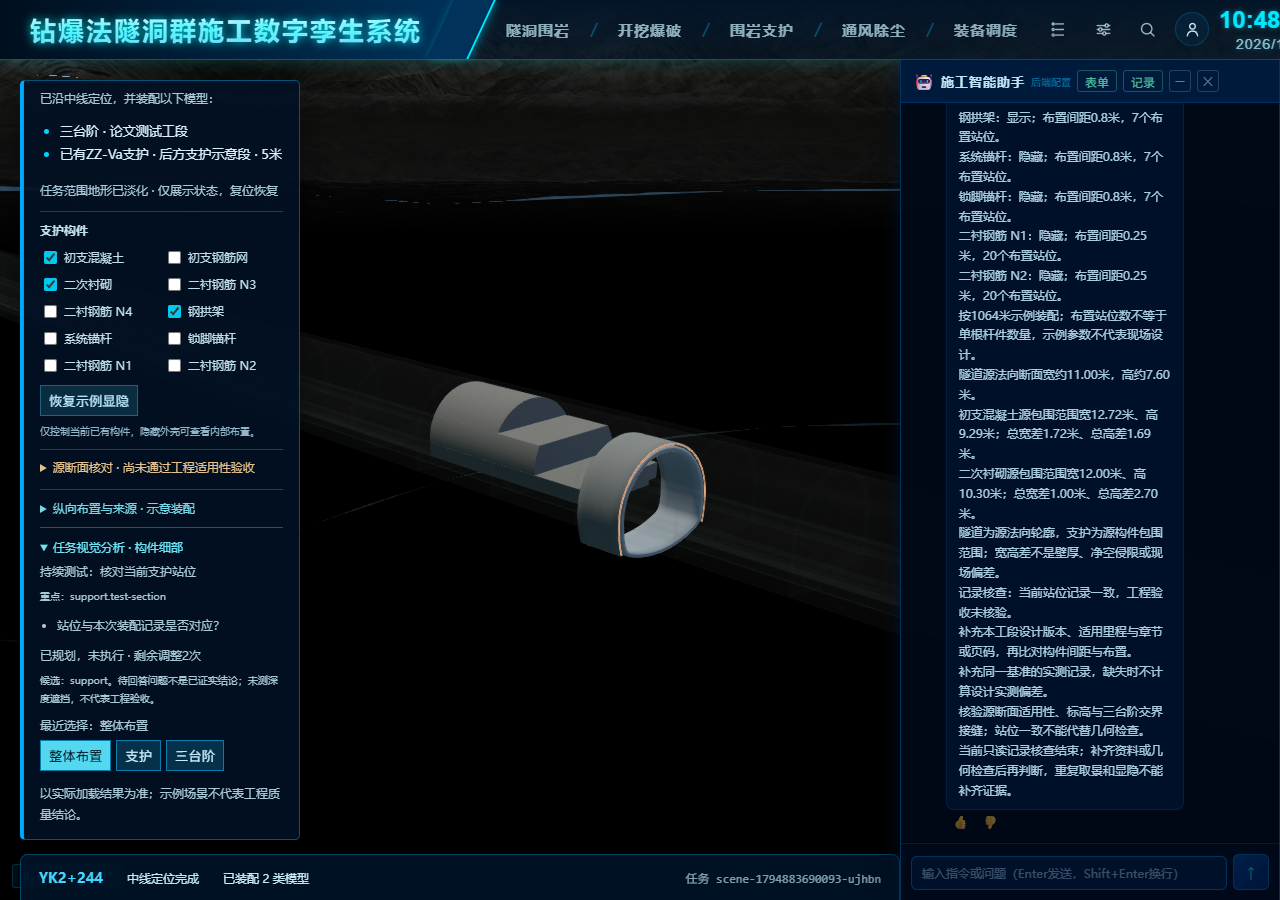 钻爆法隧洞群施工数字孪生系统
隧洞围岩 / 开挖爆破 / 围岩支护 / 通风除尘 / 装备调度
10:48
2026/1
已沿中线定位，并装配以下模型：
三台阶 · 论文测试工段
已有ZZ-Va支护 · 后方支护示意段 · 5米
任务范围地形已淡化 · 仅展示状态，复位恢复
支护构件
初支混凝土 初支钢筋网
二次衬砌 二衬钢筋 N3
二衬钢筋 N4 钢拱架
系统锚杆 锁脚锚杆
二衬钢筋 N1 二衬钢筋 N2
恢复示例显隐
仅控制当前已有构件，隐藏外壳可查看内部布置。
源断面核对 · 尚未通过工程适用性验收
纵向布置与来源 · 示意装配
任务视觉分析 · 构件细部
持续测试：核对当前支护站位
重点：support.test-section
站位与本次装配记录是否对应？
已规划，未执行 · 剩余调整2次
候选：support。待回答问题不是已证实结论；未测深
度遮挡，不代表工程验收。
最近选择：整体布置
整体布置 支护 三台阶
以实际加载结果为准；示例场景不代表工程质
量结论。
YK2+244 中线定位完成 已装配 2 类模型 任务 scene-1794883690093-ujhbn
施工智能助手 后端配置 表单 记录
钢拱架：显示；布置间距0.8米，7个布
置站位。
系统锚杆：隐藏；布置间距0.8米，7个
布置站位。
锁脚锚杆：隐藏；布置间距0.8米，7个
布置站位。
二衬钢筋 N1：隐藏；布置间距0.25
米，20个布置站位。
二衬钢筋 N2：隐藏；布置间距0.25
米，20个布置站位。
按1064米示例装配；布置站位数不等于
单根杆件数量，示例参数不代表现场设
计。
隧道源法向断面宽约11.00米，高约7.60
米。
初支混凝土源包围范围宽12.72米、高
9.29米；总宽差1.72米、总高差1.69
米。
二次衬砌源包围范围宽12.00米、高
10.30米；总宽差1.00米、总高差2.70
米。
隧道为源法向轮廓，支护为源构件包围
范围；宽高差不是壁厚、净空侵限或现
场偏差。
记录核查：当前站位记录一致，工程验
收未核验。
补充本工段设计版本、适用里程与章节
或页码，再比对构件间距与布置。
补充同一基准的实测记录，缺失时不计
算设计实测偏差。
核验源断面适用性、标高与三台阶交界
接缝；站位一致不能代替几何检查。
当前只读记录核查结束；补齐资料或几
何检查后再判断，重复取景和显隐不能
补齐证据。
输入指令或问题（Enter发送，Shift+Enter换行）